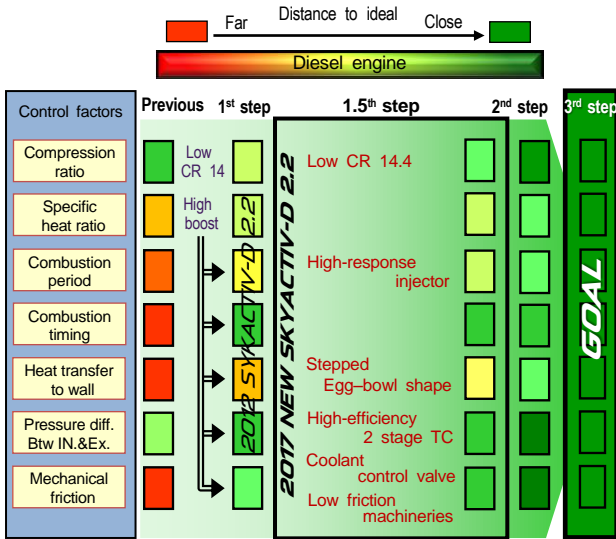 Distance to ideal
Far
Close
Diesel engine
Control factors
Previous
1st step
1.5th step
2nd step
3rd step
Compression
ratio
Low
CR 14
Low CR 14.4
Specific
heat ratio
High
boost
Combustion
period
High-response
injector
Combustion
timing
Heat transfer
to wall
Stepped
Egg–bowl shape
Pressure diff.
Btw IN.&Ex.
High-efficiency
2 stage TC
Mechanical
friction
Coolant
control valve
Low friction
machineries
2012 SYKACTIV-D 2.2
2017 NEW SKYACTIV-D 2.2
GOAL